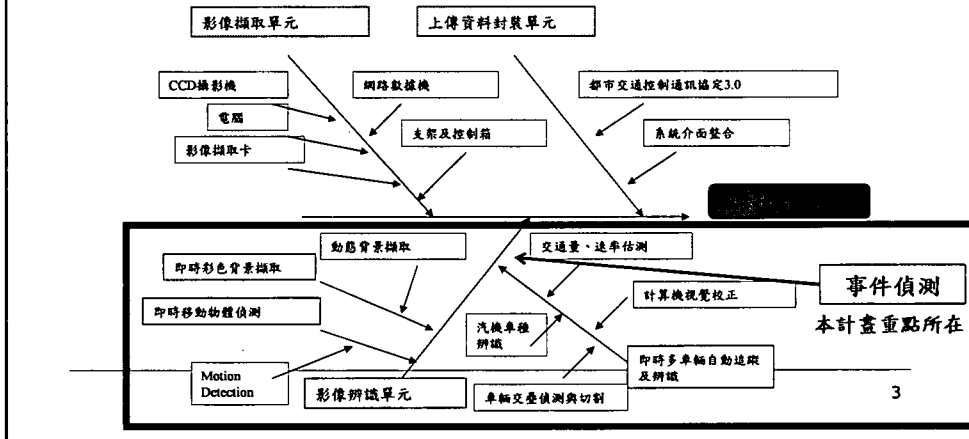 影像擷取單元
上傳資料封裝單元
CCD攝影機
網路數據機
都市交通控制通訊協定3.0
電腦
支架及控制箱
系統介面整合
影像擷取卡
動態背景擷取
交通量、速率估測
即時彩色背景擷取
事件偵測
計算機視覺校正
即時移動物體偵測
本計畫重點所在
汽機車種
辨識
即時多車輛自動追蹤
及辨識
Motion
Detection
影像辨識單元
車輛交疊偵測與切割
3